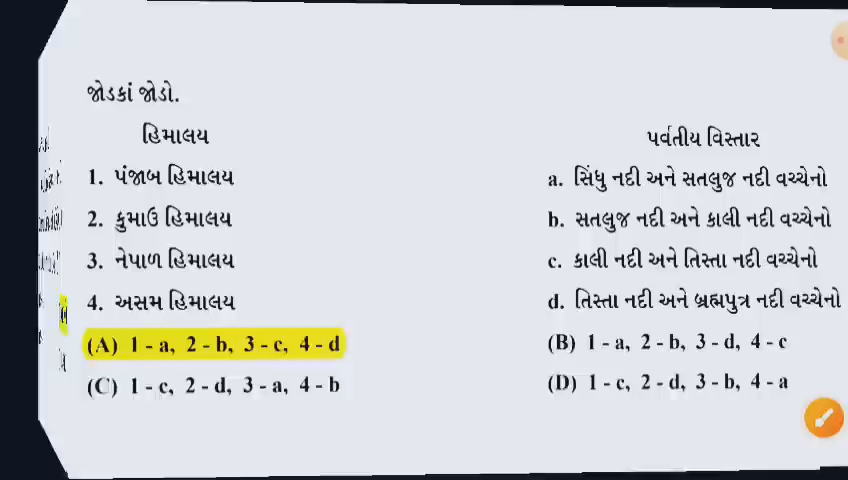 જોડકાં જોડો.
હિમાલય પર્વતીય વિસ્તાર
1. પંજાબ હિમાલય a. સિંધુ નદી અને સતલુજ નદી વચ્ચેનો
2. કુમાઉ હિમાલય b. સતલુજ નદી અને કાલી નદી વચ્ચેનો
3. નેપાળ હિમાલય c. કાલી નદી અને તિસ્તા નદી વચ્ચેનો
4. અસમ હિમાલય d. તિસ્તા નદી અને બ્રહ્મપુત્ર નદી વચ્ચેનો
(A) 1 - a, 2 - b, 3 - c, 4 - d (B) 1 - a, 2 - b, 3 - d, 4 - c
(C) 1 - c, 2 - d, 3 - a, 4 - b (D) 1 - c, 2 - d, 3 - b, 4 - a